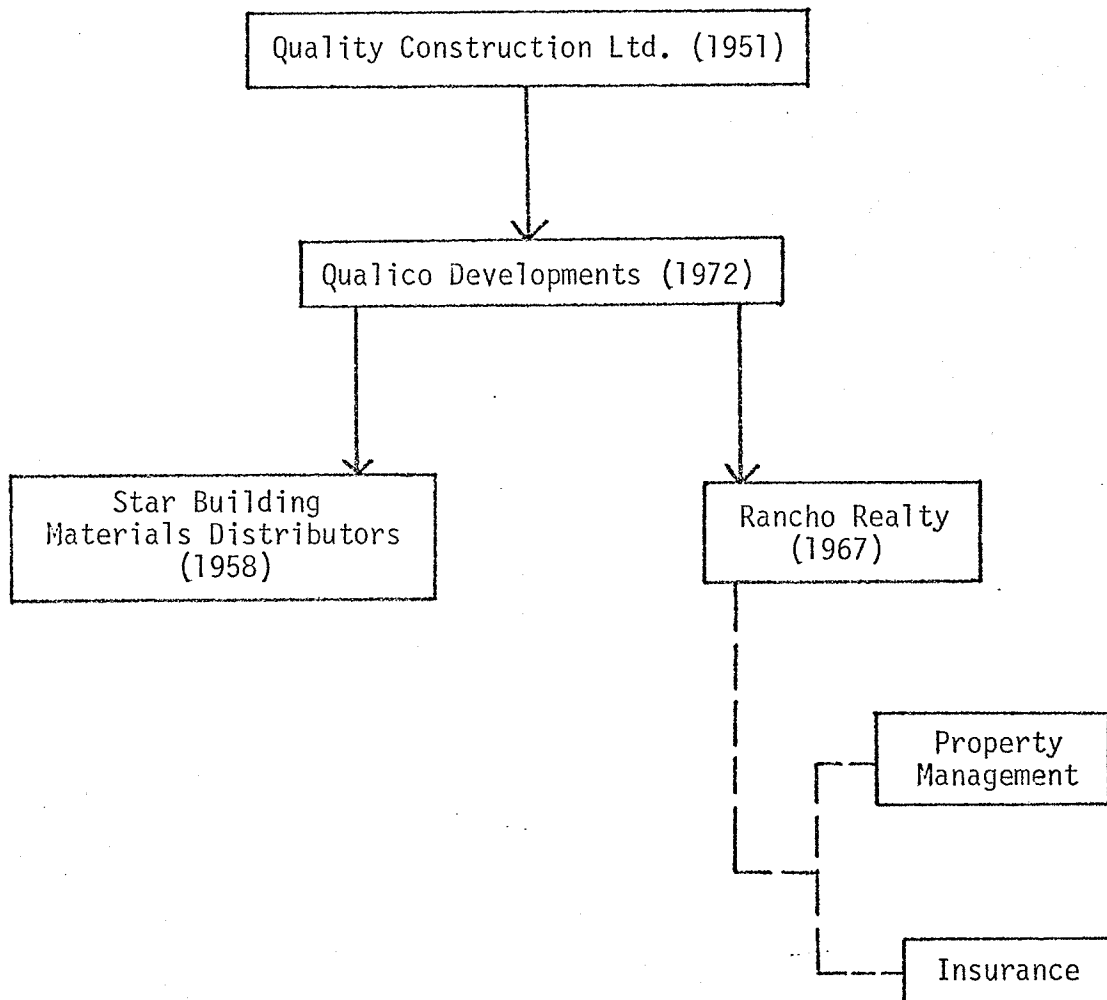 Quality Construction Ltd. (1951)
Qualico Developments (1972)
Star Building
Materials Distributors
(1958)
Rancho Realty
(1967)
Property
Management
Insurance